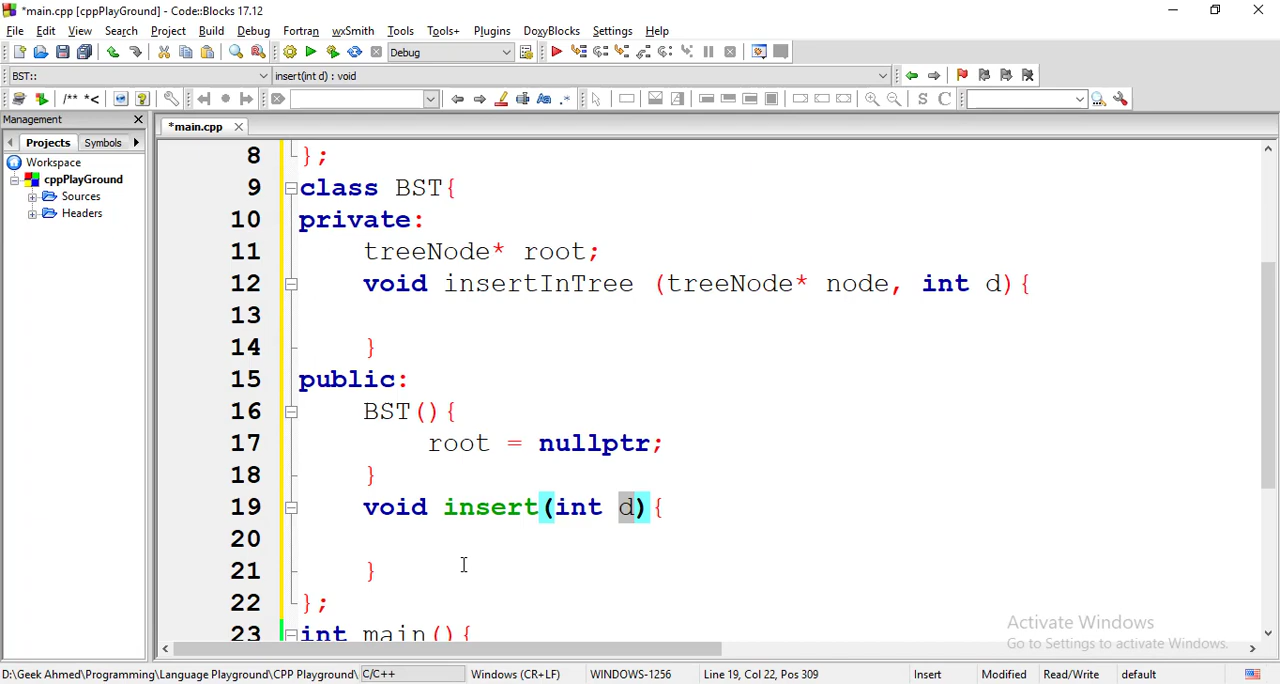 *main.cpp [cppPlayGround] - Code::Blocks 17.12
File Edit View Search Project Build Debug Fortran wxSmith Tools Tools+ Plugins DoxyBlocks Settings Help
Debug
BST:: insert(int d) : void
/** *< S C
Management
*main.cpp
Projects Symbols
Workspace
cppPlayGround
Sources
Headers
8 };
9 class BST{
10 private:
11 treeNode* root;
12 void insertInTree (treeNode* node, int d){
13
14 }
15 public:
16 BST(){
17 root = nullptr;
18 }
19 void insert(int d){
20
21 }
22 };
23 int main(){
Activate Windows
Go to Settings to activate Windows.
D:\Geek Ahmed\Programming\Language Playground\CPP Playground\ C/C++ Windows (CR+LF) WINDOWS-1256 Line 19, Col 22, Pos 309 Insert Modified Read/Write default